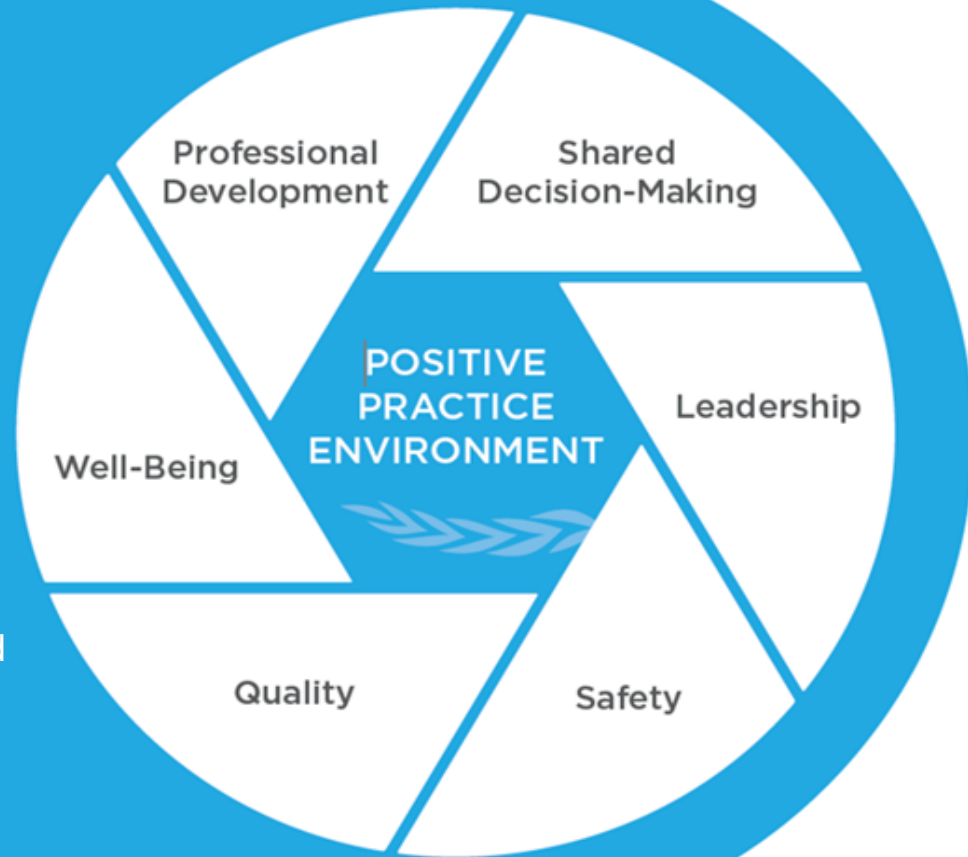 Professional
Development
Shared
Decision-Making
POSITIVE
PRACTICE
ENVIRONMENT
Leadership
Well-Being
Quality
Safety